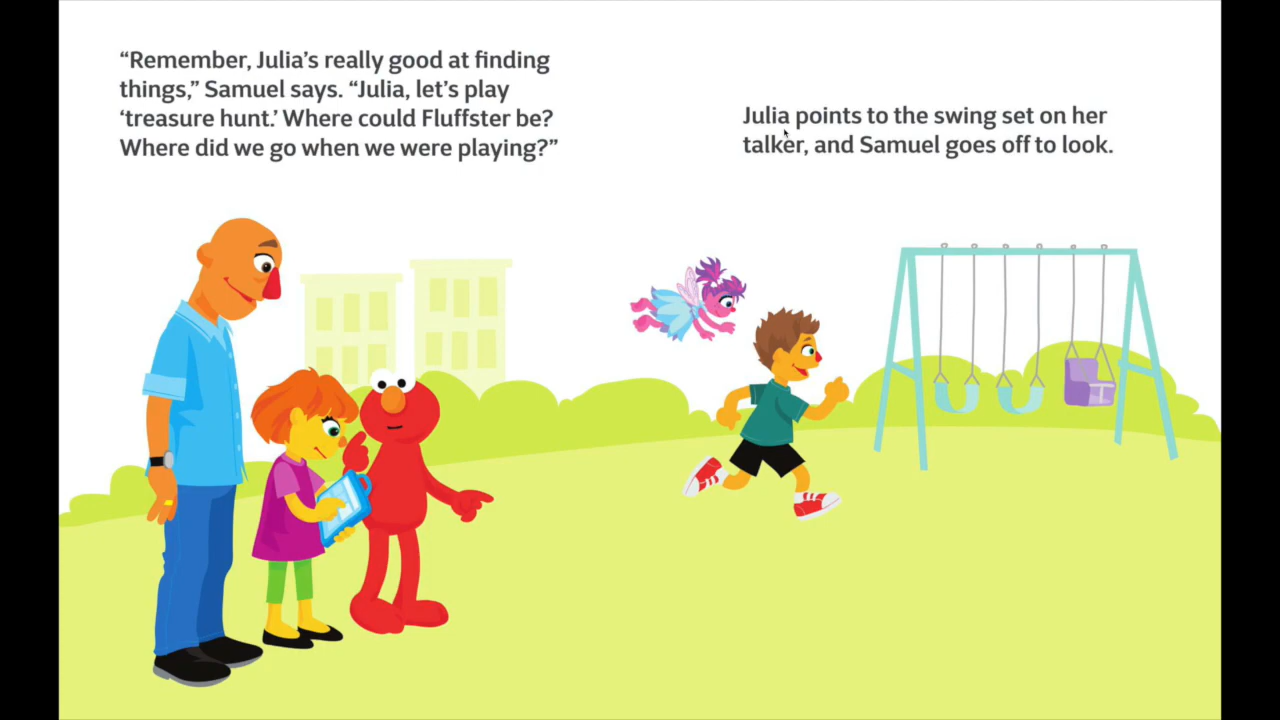 “Remember, Julia’s really good at finding
things,” Samuel says. “Julia, let’s play
‘treasure hunt.’ Where could Fluffster be?
Where did we go when we were playing?”
Julia points to the swing set on her
talker, and Samuel goes off to look.